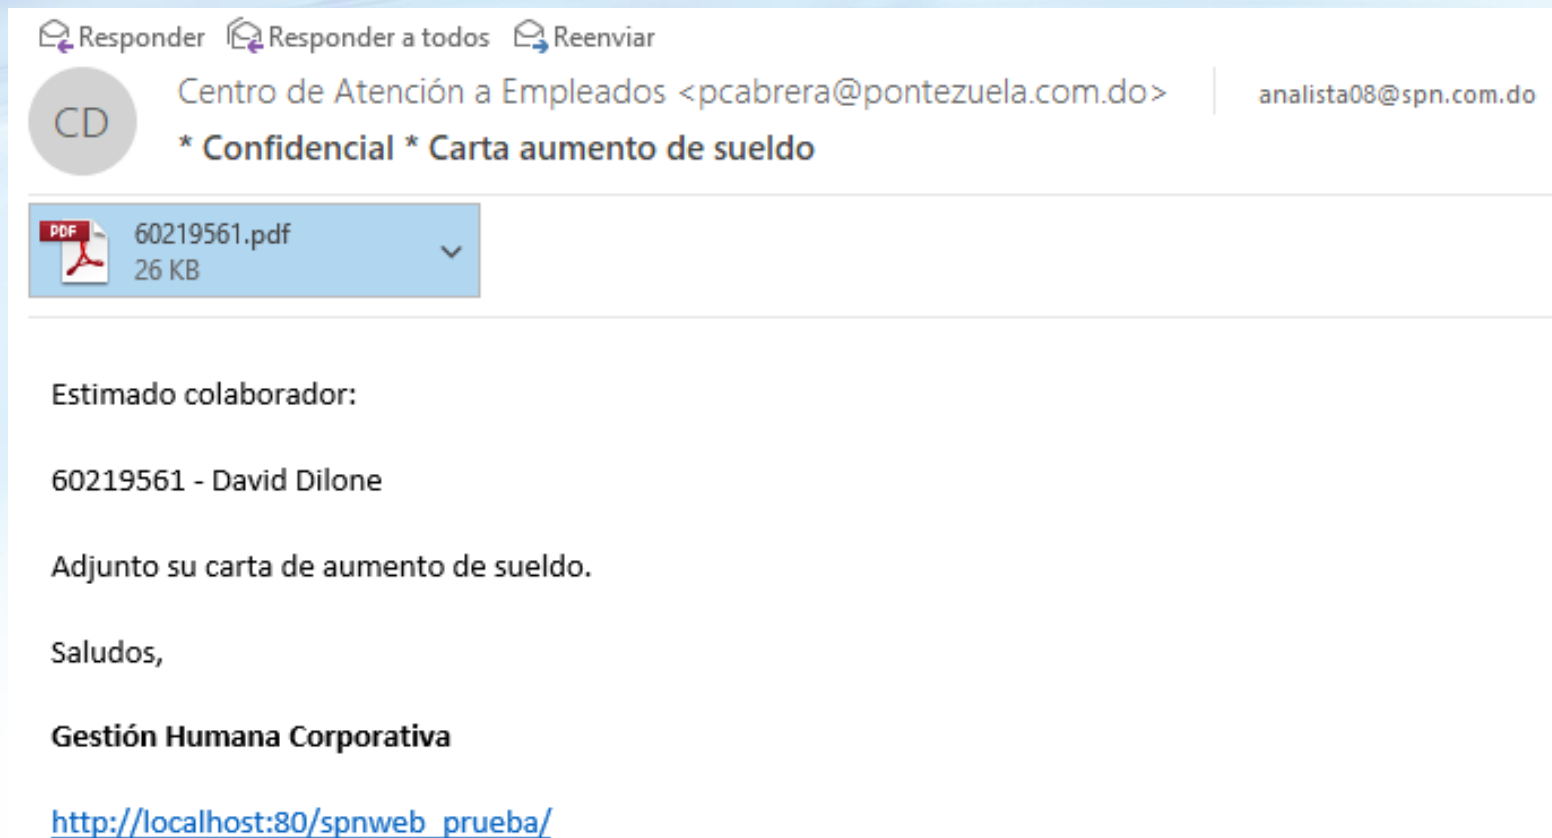 Responder Responder a todos Reenviar
CD
Centro de Atención a Empleados <pcabrera@pontezuela.com.do> analista08@spn.com.do
* Confidencial * Carta aumento de sueldo
PDF
60219561.pdf
26 KB
Estimado colaborador:
60219561 - David Dilone
Adjunto su carta de aumento de sueldo.
Saludos,
Gestión Humana Corporativa
http://localhost:80/spnweb_prueba/